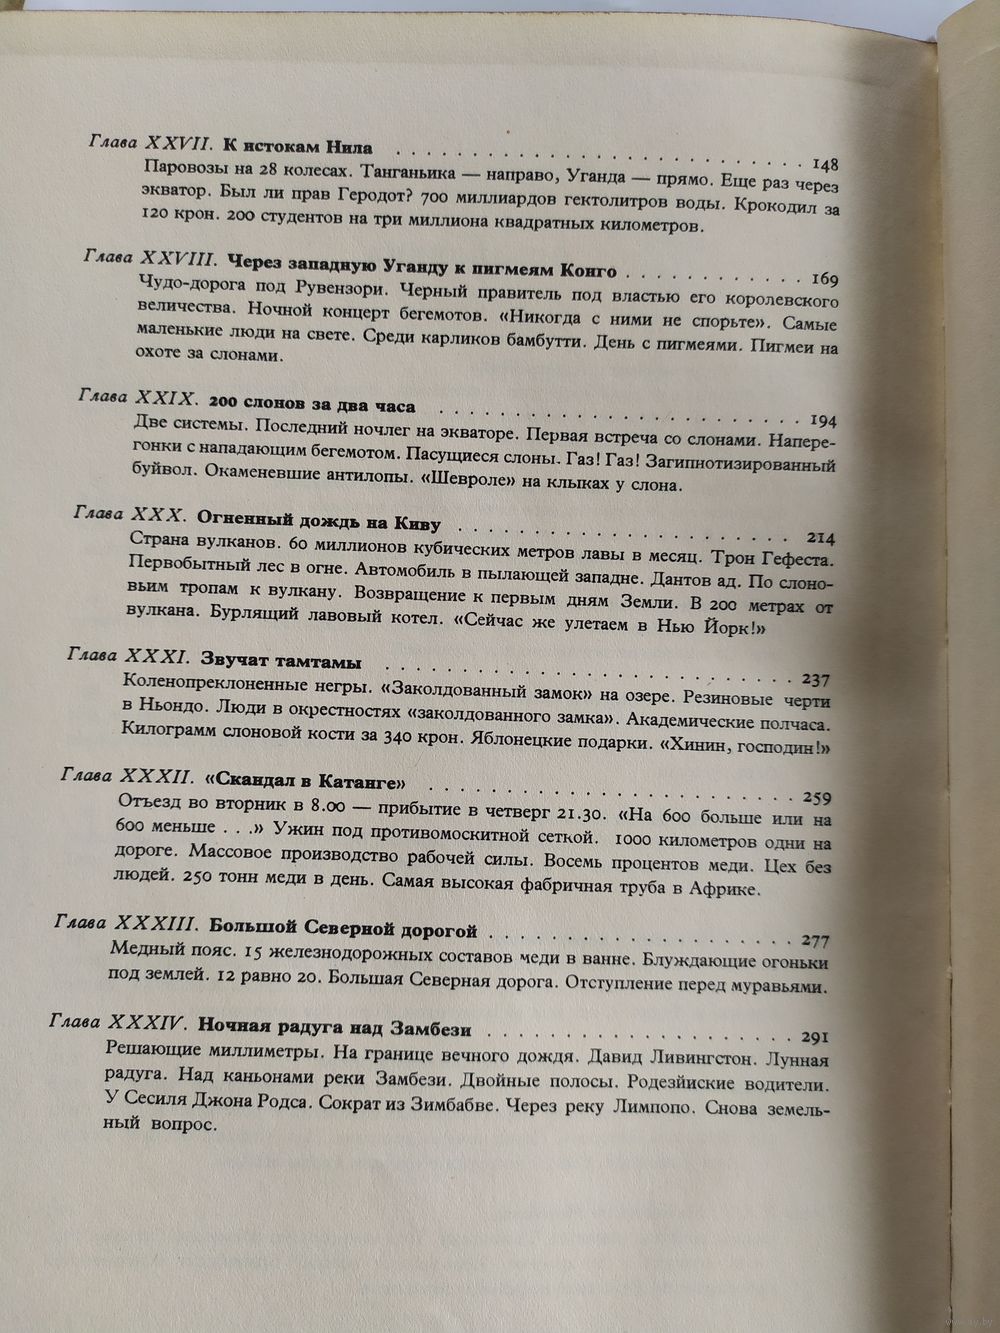 Глава XXVII. К истокам Нила . . . . . . . . . . . . . . . . . . . . . 148
Паровозы на 28 колесах. Танганьика — направо, Уганда — прямо. Еще раз через
экватор. Был ли прав Геродот? 700 миллиардов гектолитров воды. Крокодил за
120 крон. 200 студентов на три миллиона квадратных километров.
Глава XXVIII. Через западную Уганду к пигмеям Конго . . . . . . . . . . 169
Чудо-дорога под Рувензори. Черный правитель под властью его королевского
величества. Ночной концерт бегемотов. «Никогда с ними не спорьте». Самые
маленькие люди на свете. Среди карликов бамбутти. День с пигмеями. Пигмеи на
охоте за слонами.
Глава XXIX. 200 слонов за два часа . . . . . . . . . . . . . . . . . . . 194
Две системы. Последний ночлег на экваторе. Первая встреча со слонами. Напере-
гонки с нападающим бегемотом. Пасущиеся слоны. Газ! Газ! Загипнотизированный
буйвол. Окаменевшие антилопы. «Шевроле» на клыках у слона.
Глава XXX. Огненный дождь на Киву . . . . . . . . . . . . . . . . . . 214
Страна вулканов. 60 миллионов кубических метров лавы в месяц. Трон Гефеста.
Первобытный лес в огне. Автомобиль в пылающей западне. Дантов ад. По слоно-
вьим тропам к вулкану. Возвращение к первым дням Земли. В 200 метрах от
вулкана. Бурлящий лавовый котел. «Сейчас же улетаем в Нью Йорк!»
Глава XXXI. Звучат тамтамы . . . . . . . . . . . . . . . . . . . . . . 237
Коленопреклоненные негры. «Заколдованный замок» на озере. Резиновые черти
в Ньондо. Люди в окрестностях «заколдованного замка». Академические полчаса.
Килограмм слоновой кости за 340 крон. Яблонецкие подарки. «Хинин, господин!»
Глава XXXII. «Скандал в Катанге» . . . . . . . . . . . . . . . . . . . 259
Отъезд во вторник в 8.00 — прибытие в четверг 21.30. «На 600 больше или на
600 меньше . . .» Ужин под противомоскитной сеткой. 1000 километров одни на
дороге. Массовое производство рабочей силы. Восемь процентов меди. Цех без
людей. 250 тонн меди в день. Самая высокая фабричная труба в Африке.
Глава XXXIII. Большой Северной дорогой . . . . . . . . . . . . . . . . 277
Медный пояс. 15 железнодорожных составов меди в ванне. Блуждающие огоньки
под землей. 12 равно 20. Большая Северная дорога. Отступление перед муравьями.
Глава XXXIV. Ночная радуга над Замбези . . . . . . . . . . . . . . . . 291
Решающие миллиметры. На границе вечного дождя. Давид Ливингстон. Лунная
радуга. Над каньонами реки Замбези. Двойные полосы. Родезийские водители.
У Сесиля Джона Родса. Сократ из Зимбабве. Через реку Лимпопо. Снова земель-
ный вопрос.